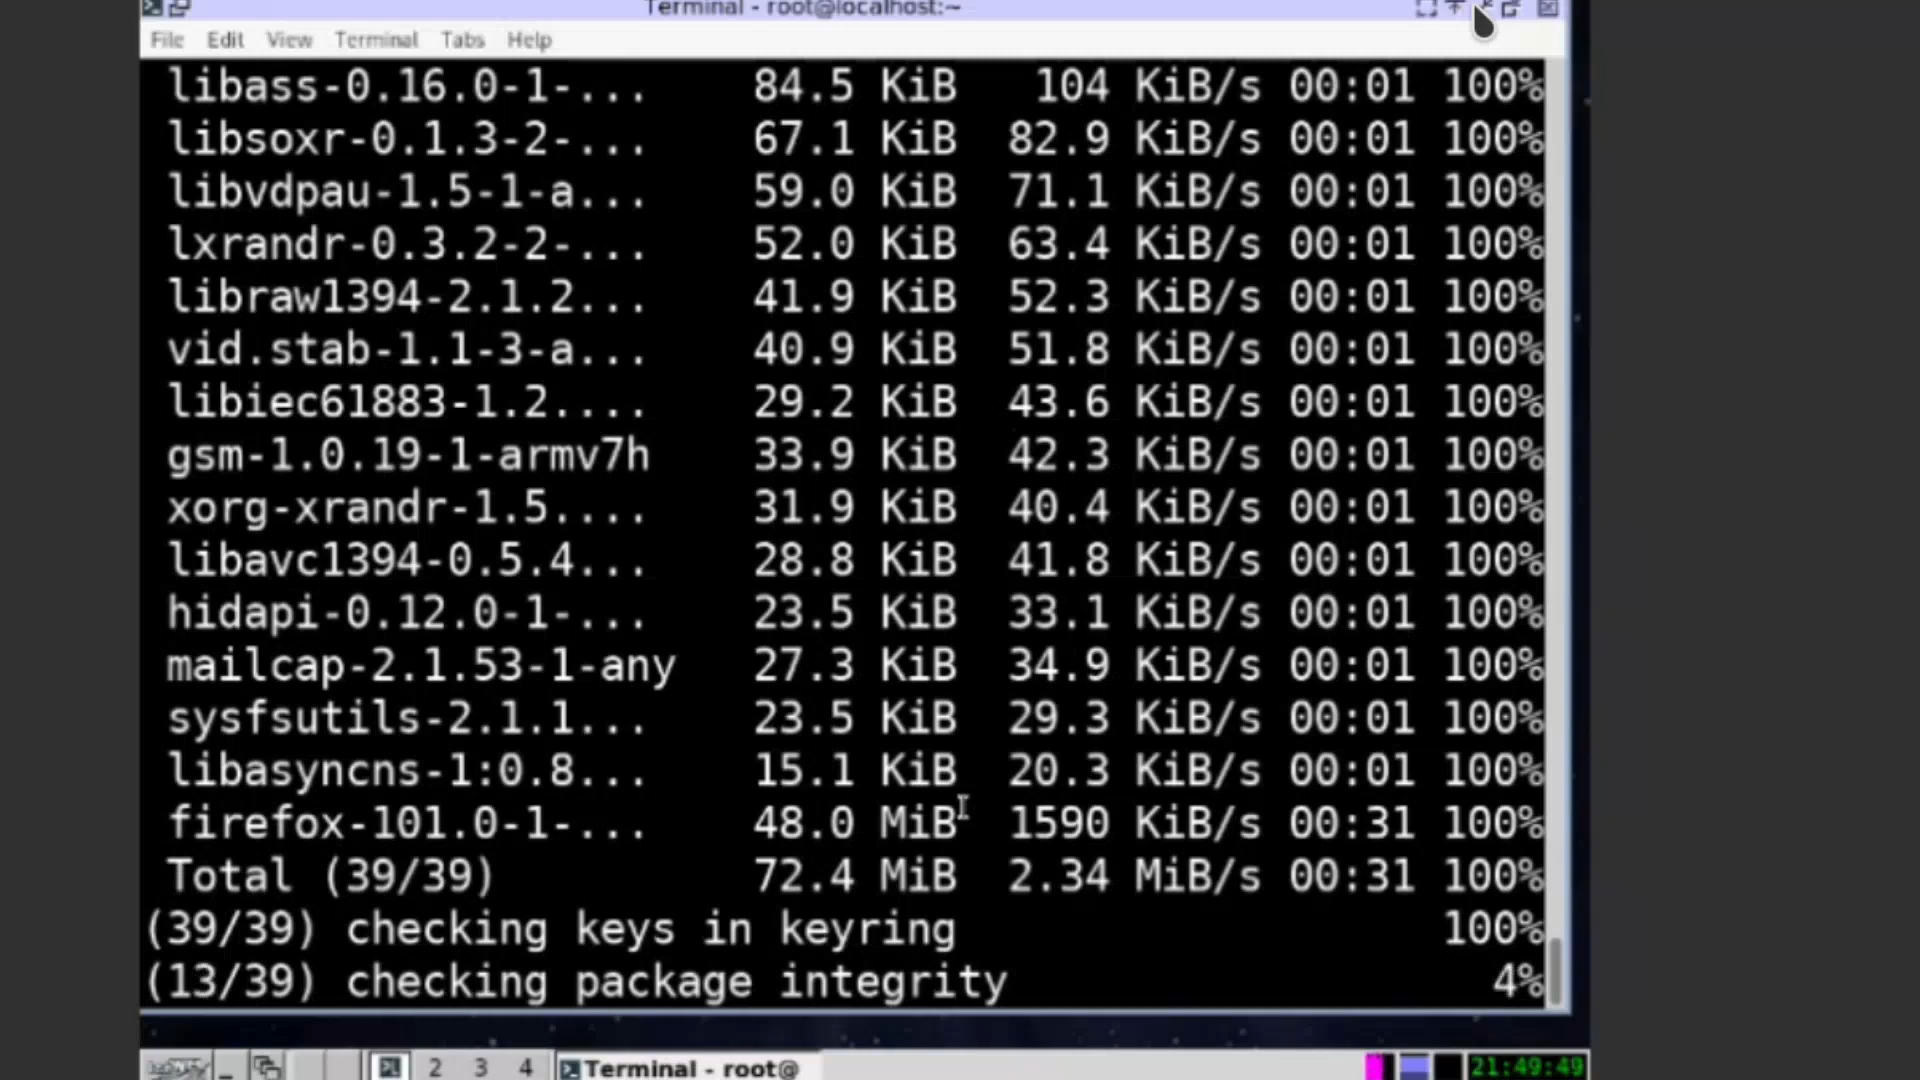 Terminal - root@localhost:~
File Edit View Terminal Tabs Help
libass-0.16.0-1-... 84.5 KiB 104 KiB/s 00:01 100%
libsoxr-0.1.3-2-... 67.1 KiB 82.9 KiB/s 00:01 100%
libvdpau-1.5-1-a... 59.0 KiB 71.1 KiB/s 00:01 100%
lxrandr-0.3.2-2-... 52.0 KiB 63.4 KiB/s 00:01 100%
libraw1394-2.1.2... 41.9 KiB 52.3 KiB/s 00:01 100%
vid.stab-1.1-3-a... 40.9 KiB 51.8 KiB/s 00:01 100%
libiec61883-1.2.... 29.2 KiB 43.6 KiB/s 00:01 100%
gsm-1.0.19-1-armv7h 33.9 KiB 42.3 KiB/s 00:01 100%
xorg-xrandr-1.5.... 31.9 KiB 40.4 KiB/s 00:01 100%
libavc1394-0.5.4... 28.8 KiB 41.8 KiB/s 00:01 100%
hidapi-0.12.0-1-... 23.5 KiB 33.1 KiB/s 00:01 100%
mailcap-2.1.53-1-any 27.3 KiB 34.9 KiB/s 00:01 100%
sysfsutils-2.1.1... 23.5 KiB 29.3 KiB/s 00:01 100%
libasyncns-1:0.8... 15.1 KiB 20.3 KiB/s 00:01 100%
firefox-101.0-1-... 48.0 MiB 1590 KiB/s 00:31 100%
Total (39/39) 72.4 MiB 2.34 MiB/s 00:31 100%
(39/39) checking keys in keyring 100%
(13/39) checking package integrity 4%
2 3 4 Terminal - root@ 21:49:49